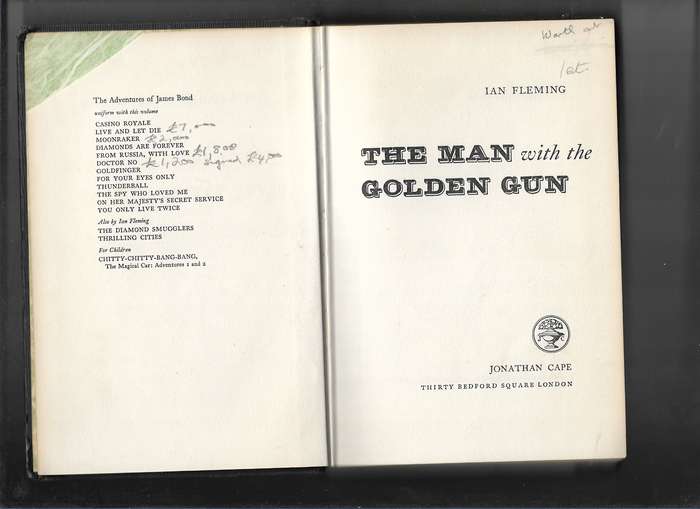 The Adventures of James Bond
uniform with this volume
CASINO ROYALE
LIVE AND LET DIE £7,000
MOONRAKER £2,000
DIAMONDS ARE FOREVER
FROM RUSSIA, WITH LOVE £1,800
DOCTOR NO £1,200 signed
GOLDFINGER
FOR YOUR EYES ONLY
THUNDERBALL
THE SPY WHO LOVED ME
ON HER MAJESTY'S SECRET SERVICE
YOU ONLY LIVE TWICE
Also by Ian Fleming
THE DIAMOND SMUGGLERS
THRILLING CITIES
For Children
CHITTY-CHITTY-BANG-BANG,
The Magical Car: Adventures 1 and 2
1st.
IAN FLEMING
THE MAN with the
GOLDEN GUN
JONATHAN CAPE
THIRTY BEDFORD SQUARE LONDON